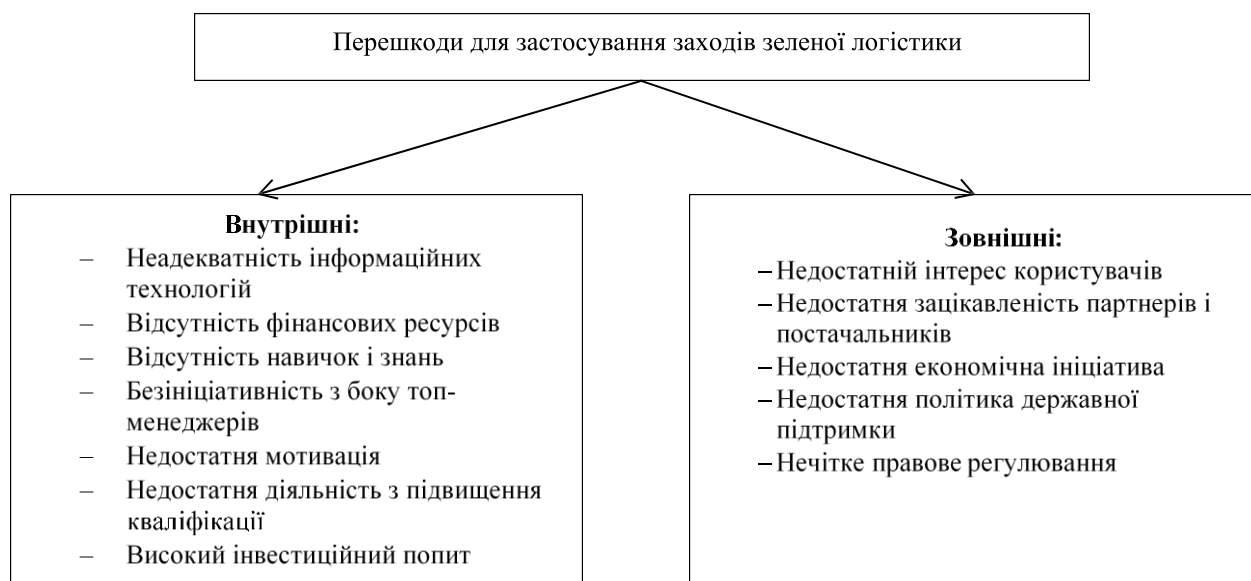 Перешкоди для застосування заходів зеленої логістики
Внутрішні:
– Неадекватність інформаційних
технологій
– Відсутність фінансових ресурсів
– Відсутність навичок і знань
– Безініціативність з боку топ-
менеджерів
– Недостатня мотивація
– Недостатня діяльність з підвищення
кваліфікації
– Високий інвестиційний попит
Зовнішні:
– Недостатній інтерес користувачів
– Недостатня зацікавленість партнерів і
постачальників
– Недостатня економічна ініціатива
– Недостатня політика державної
підтримки
– Нечітке правове регулювання